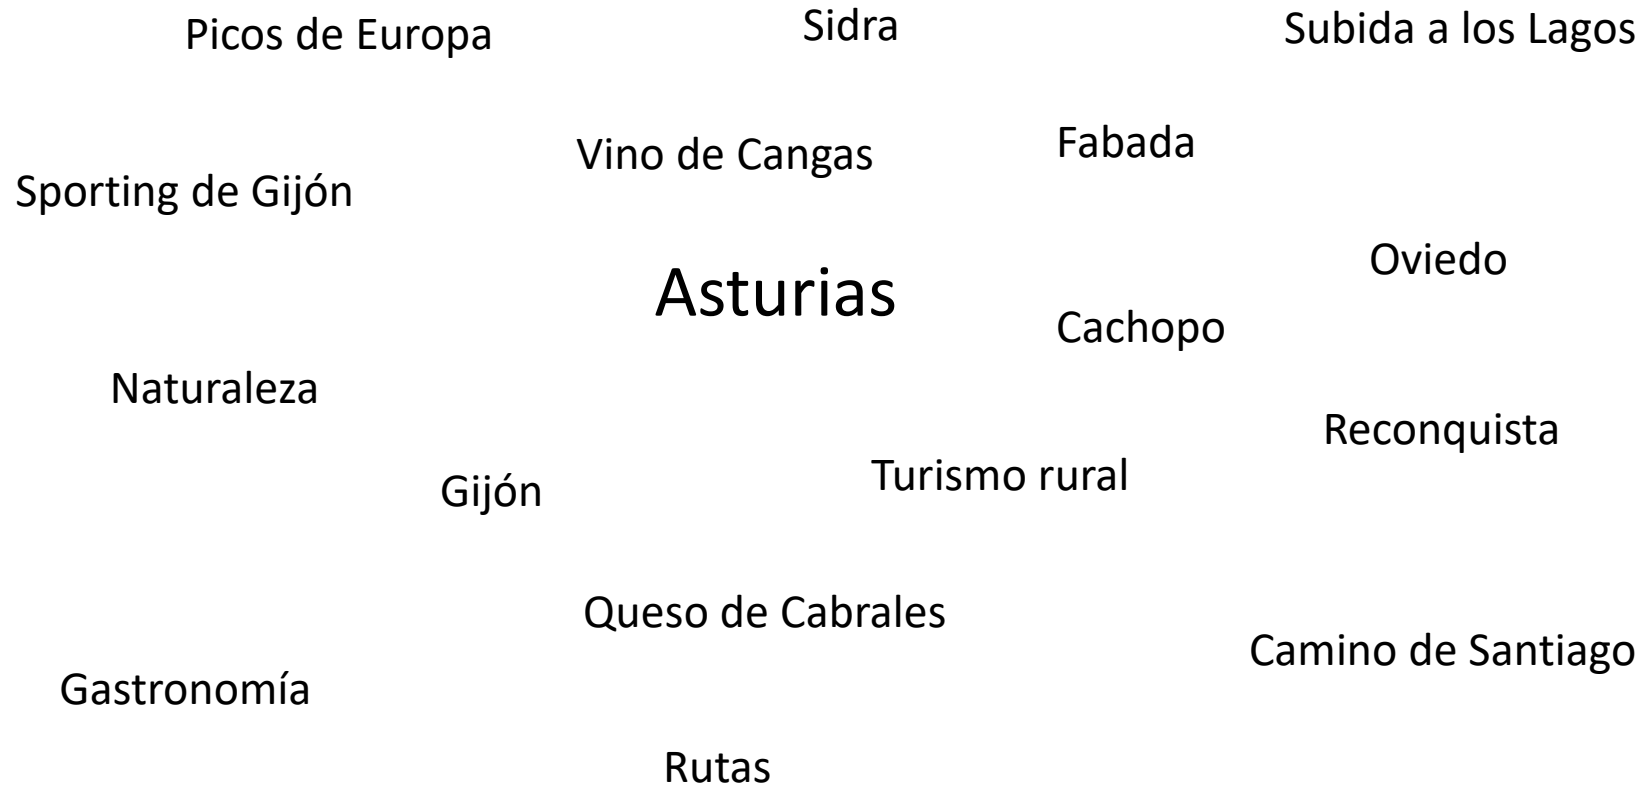 Picos de Europa
Sidra
Subida a los Lagos
Vino de Cangas
Fabada
Sporting de Gijón
Oviedo
Asturias
Cachopo
Naturaleza
Reconquista
Turismo rural
Gijón
Queso de Cabrales
Camino de Santiago
Gastronomía
Rutas